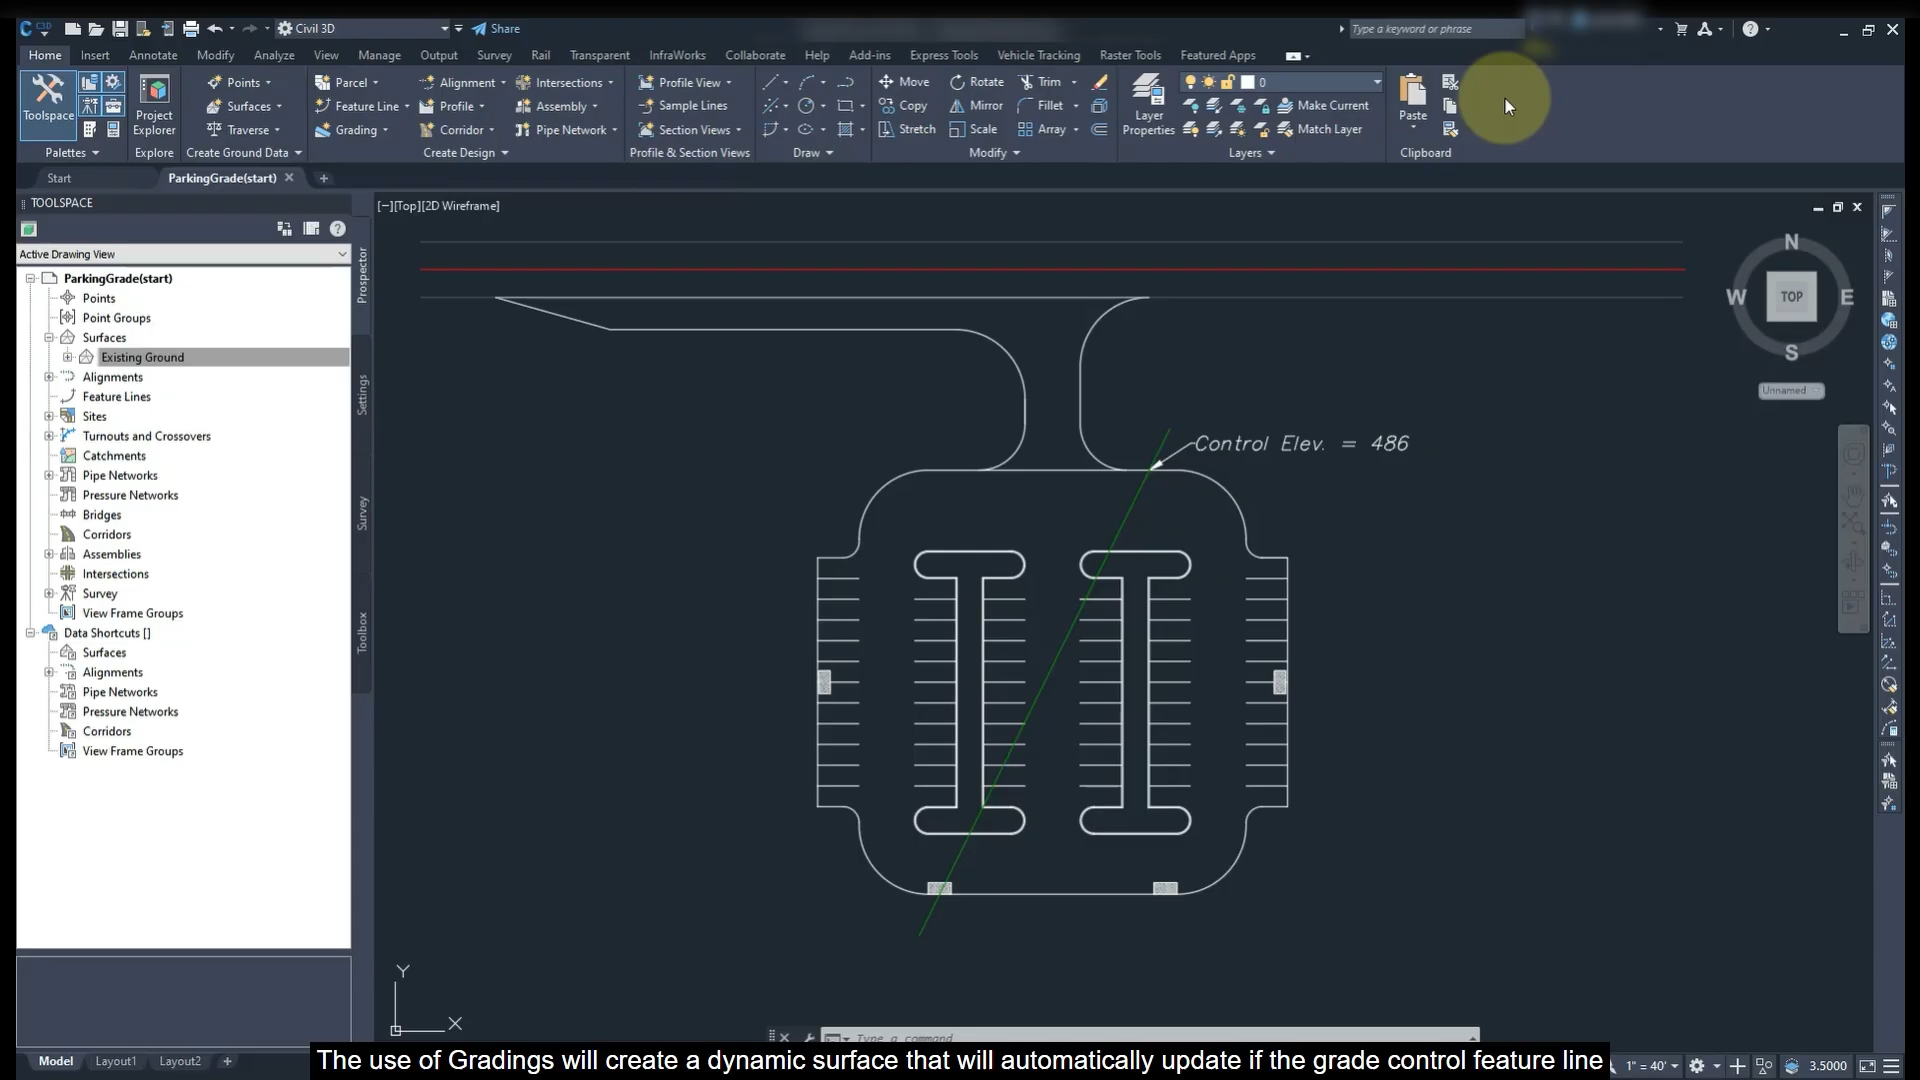 C3D
Civil 3D
Share
Type a keyword or phrase
Home Insert Annotate Modify Analyze View Manage Output Survey Rail Transparent InfraWorks Collaborate Help Add-ins Express Tools Vehicle Tracking Raster Tools Featured Apps
Points Parcel Alignment Intersections Profile View Move Rotate Trim 0
Toolspace Project Explorer Surfaces Feature Line Profile Assembly Sample Lines Copy Mirror Fillet Layer Properties Make Current Paste
Traverse Grading Corridor Pipe Network Section Views Stretch Scale Array Match Layer
Palettes Explore Create Ground Data Create Design Profile & Section Views Draw Modify Layers Clipboard
Start ParkingGrade(start)
TOOLSPACE
[−][Top][2D Wireframe]
Active Drawing View
ParkingGrade(start)
Points
Point Groups
Surfaces
Existing Ground
Alignments
Feature Lines
Sites
Turnouts and Crossovers
Catchments
Pipe Networks
Pressure Networks
Bridges
Corridors
Assemblies
Intersections
Survey
View Frame Groups
Data Shortcuts []
Surfaces
Alignments
Pipe Networks
Pressure Networks
Corridors
View Frame Groups
Prospector
Settings
Survey
Toolbox
N
W TOP E
S
Unnamed
Control Elev. = 486
Y
X
Type a command
Model Layout1 Layout2 +
The use of Gradings will create a dynamic surface that will automatically update if the grade control feature line
1" = 40' 3.5000